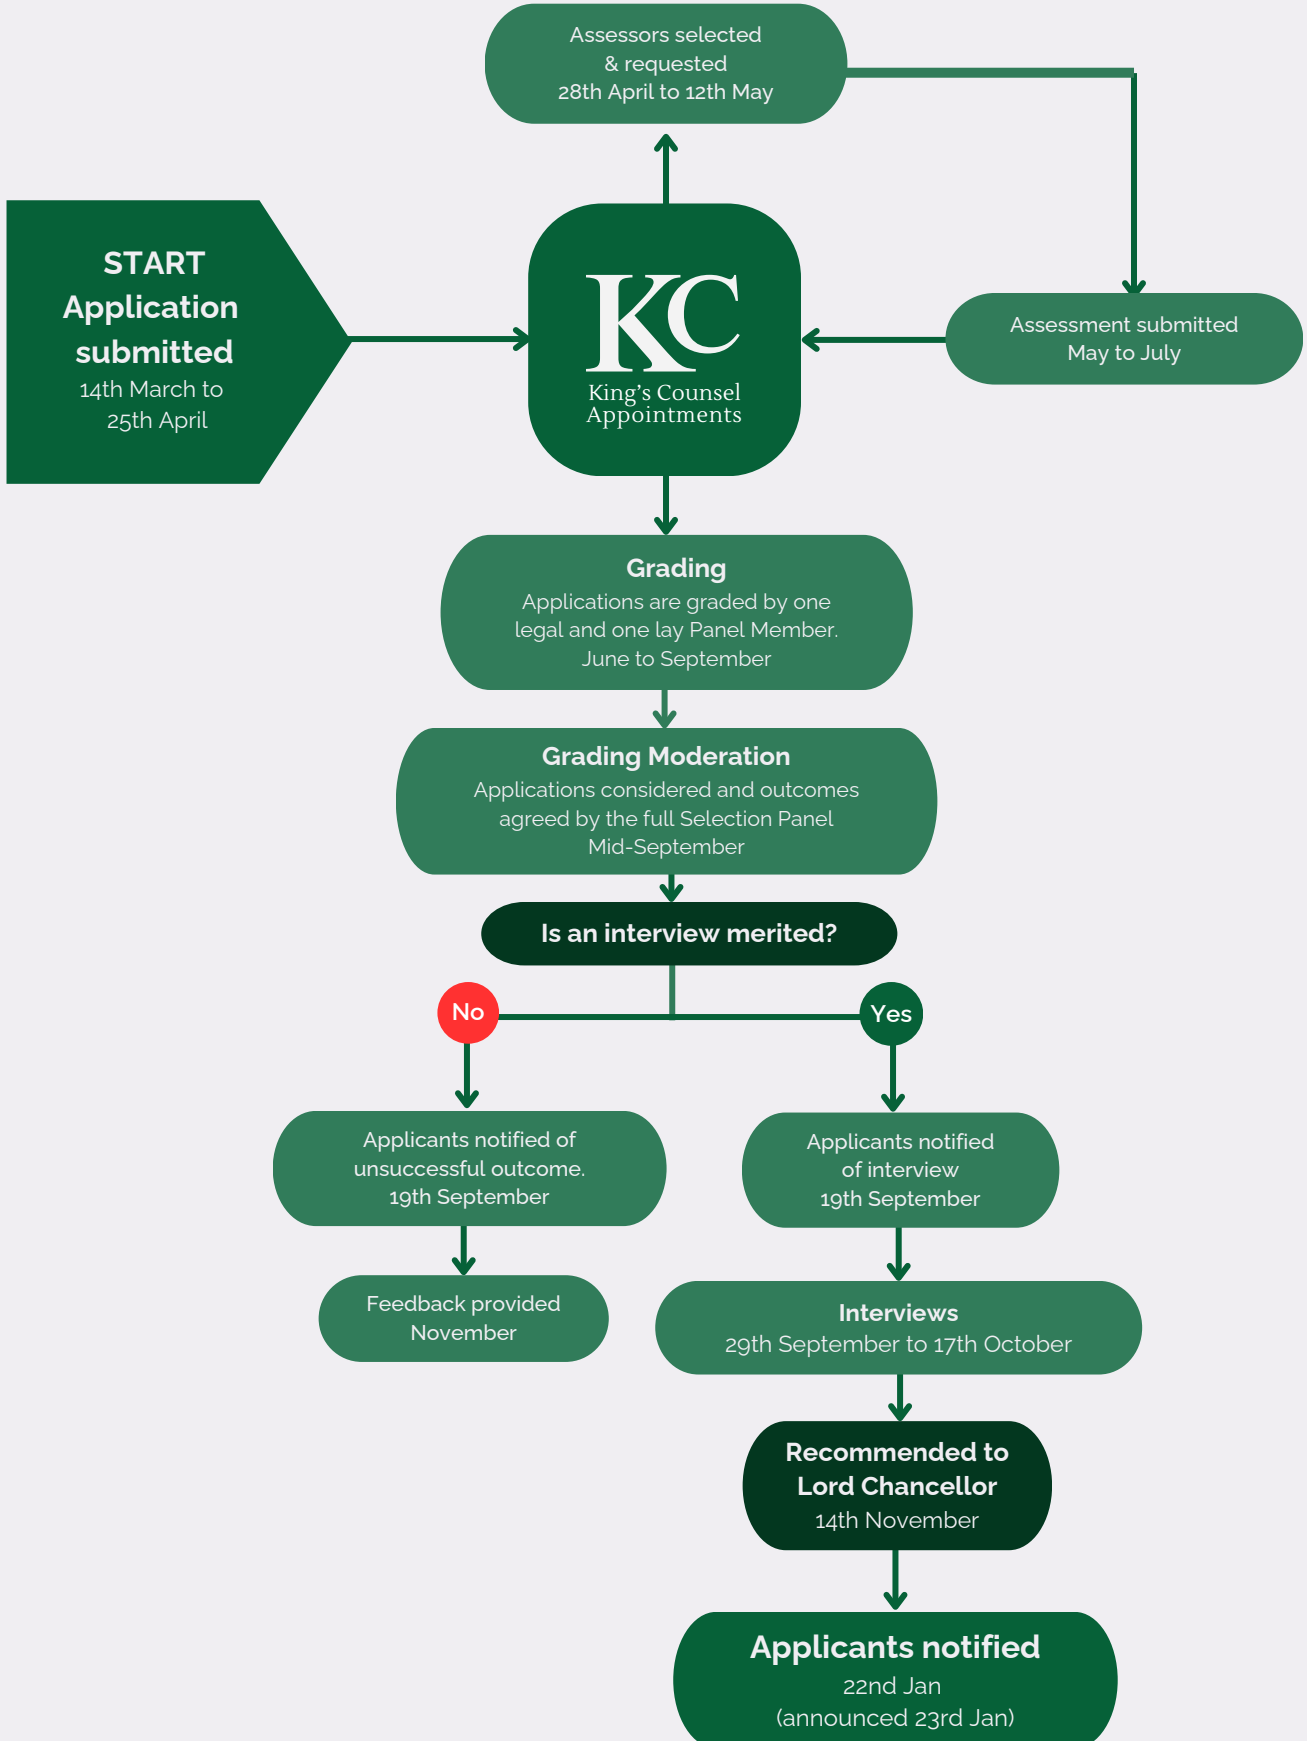 Assessors selected
& requested
28th April to 12th May
START
Application
submitted
14th March to
25th April
KC
King's Counsel
Appointments
Assessment submitted
May to July
Grading
Applications are graded by one
legal and one lay Panel Member.
June to September
Grading Moderation
Applications considered and outcomes
agreed by the full Selection Panel
Mid-September
Is an interview merited?
No
Yes
Applicants notified of
unsuccessful outcome.
19th September
Applicants notified
of interview
19th September
Feedback provided
November
Interviews
29th September to 17th October
Recommended to
Lord Chancellor
14th November
Applicants notified
22nd Jan
(announced 23rd Jan)